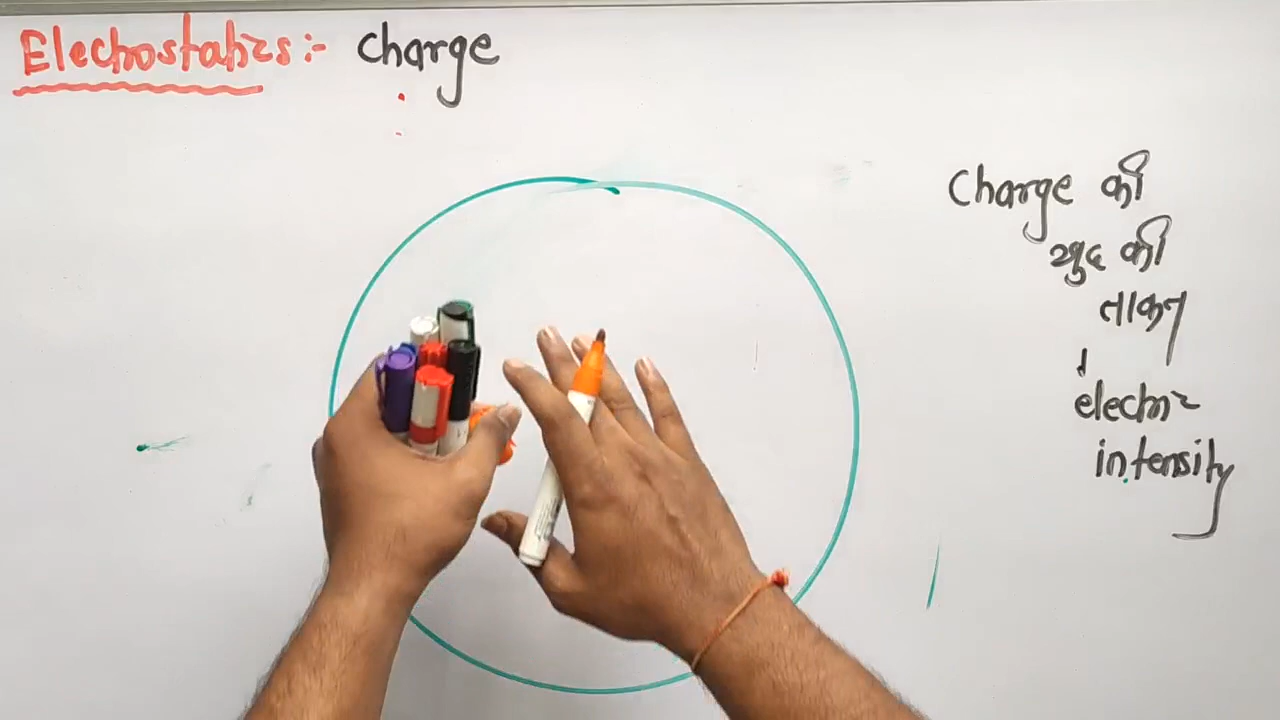 Electrostatics:- Charge
Charge की
खुद की
ताकत
electric
intensity